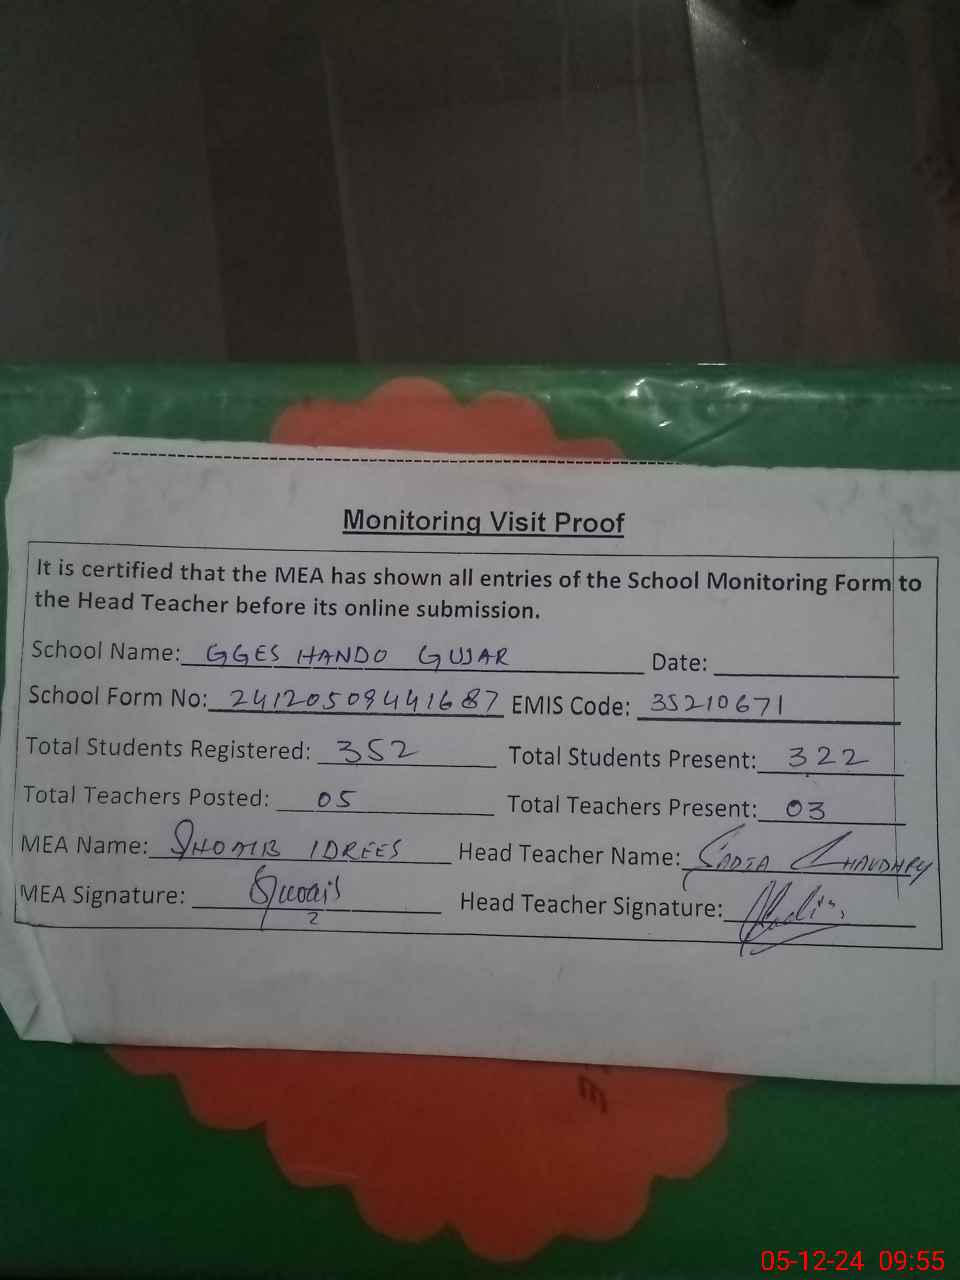 Monitoring Visit Proof
It is certified that the MEA has shown all entries of the School Monitoring Form to
the Head Teacher before its online submission.
School Name: GGES HANDO GUJAR Date:
School Form No: 241205094441687 EMIS Code: 35210671
Total Students Registered: 352 Total Students Present: 322
Total Teachers Posted: 05 Total Teachers Present: 03
MEA Name: IDREES Head Teacher Name: SADIA CHAUDHRY
MEA Signature: Head Teacher Signature:
05-12-24 09:55